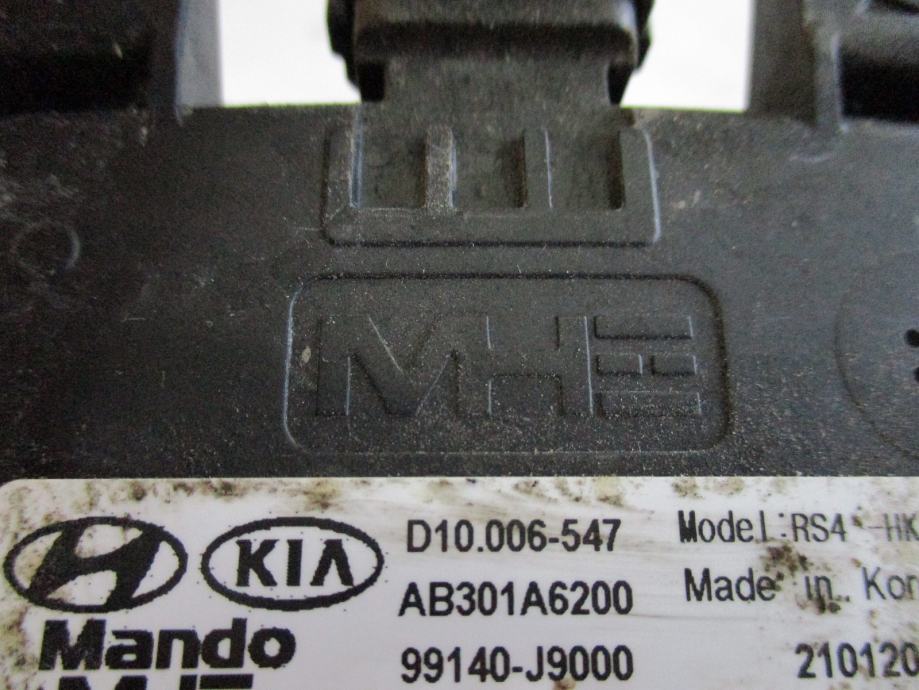 MHE
D10.006-547
Model:RS4 -HK
KIA
AB301A6200
Made in. Kor
Mando
99140-J9000
210120